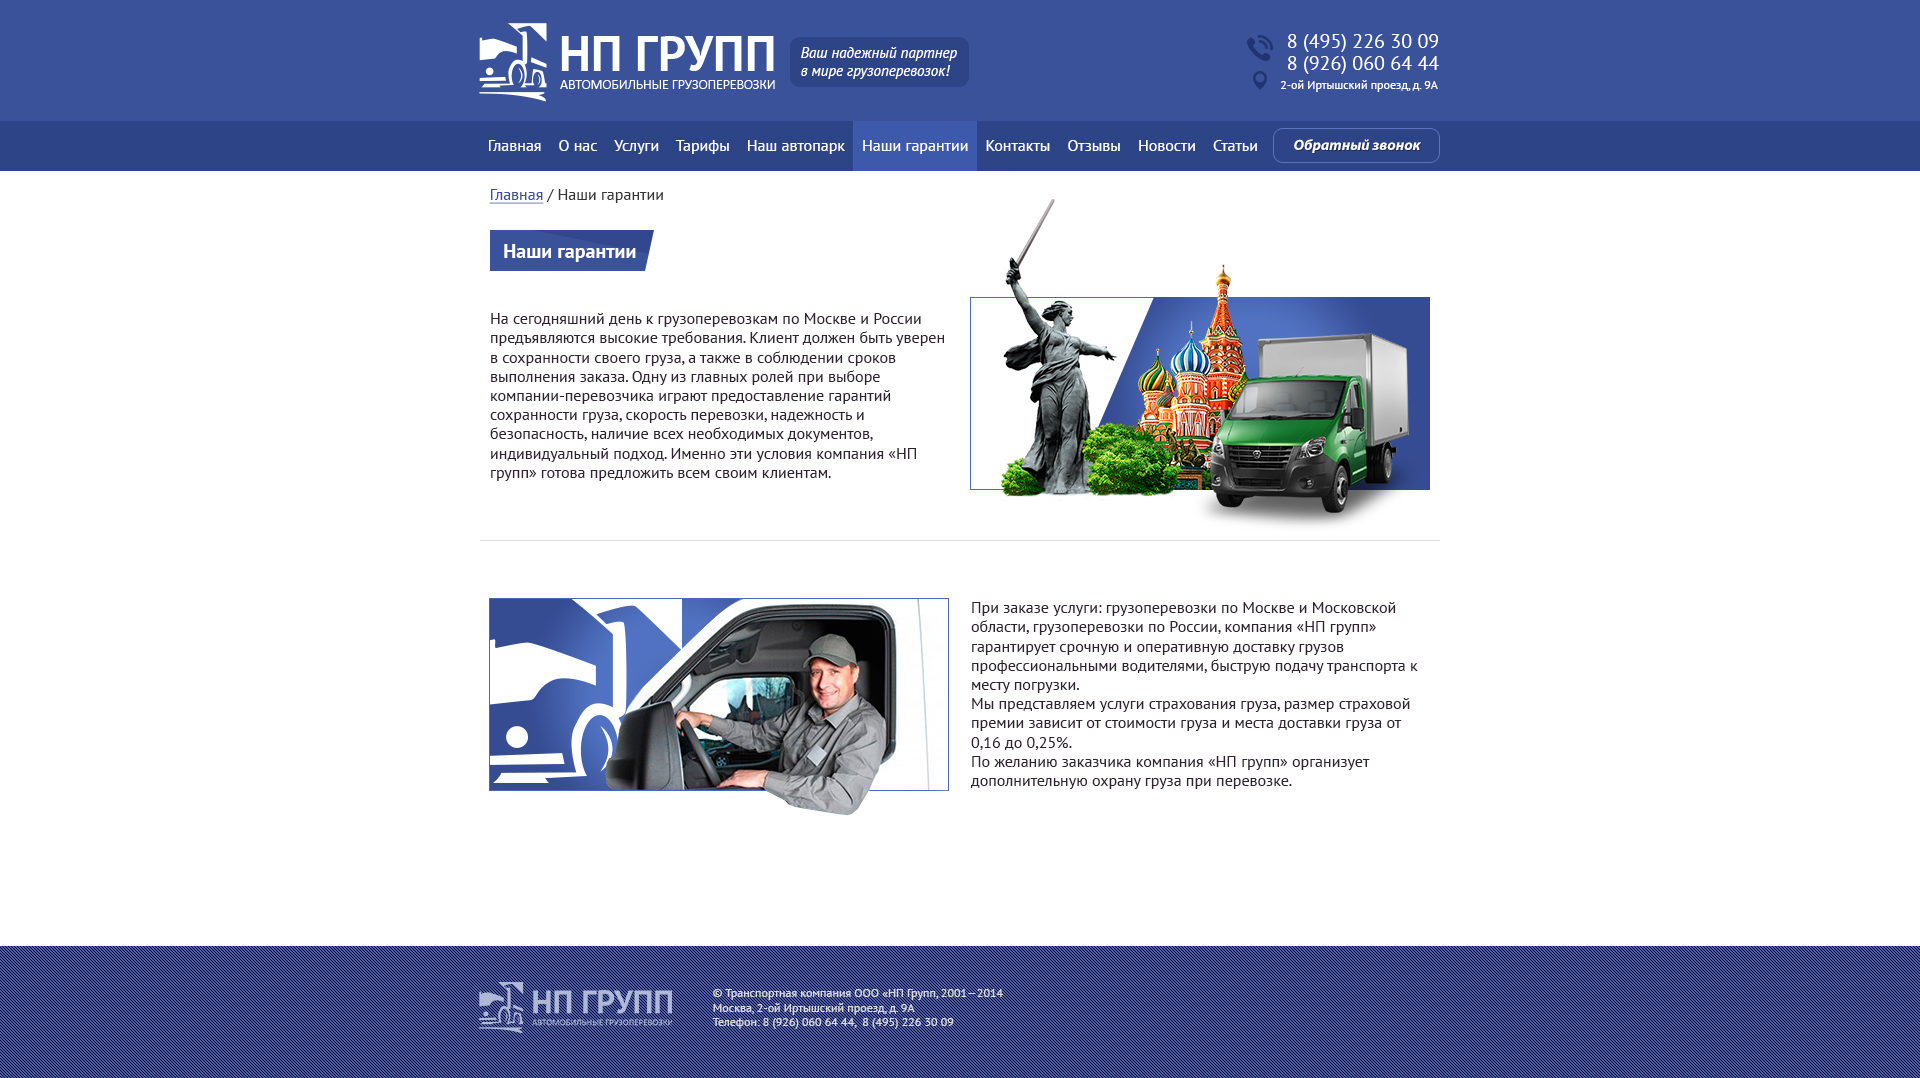 НП ГРУПП
АВТОМОБИЛЬНЫЕ ГРУЗОПЕРЕВОЗКИ
Ваш надежный партнер
в мире грузоперевозок!
8 (495) 226 30 09
8 (926) 060 64 44
2-ой Иртышский проезд, д. 9А
Главная О нас Услуги Тарифы Наш автопарк Наши гарантии Контакты Отзывы Новости Статьи Обратный звонок
Главная / Наши гарантии
Наши гарантии
На сегодняшний день к грузоперевозкам по Москве и России
предъявляются высокие требования. Клиент должен быть уверен
в сохранности своего груза, а также в соблюдении сроков
выполнения заказа. Одну из главных ролей при выборе
компании-перевозчика играют предоставление гарантий
сохранности груза, скорость перевозки, надежность и
безопасность, наличие всех необходимых документов,
индивидуальный подход. Именно эти условия компания «НП
групп» готова предложить всем своим клиентам.
При заказе услуги: грузоперевозки по Москве и Московской
области, грузоперевозки по России, компания «НП групп»
гарантирует срочную и оперативную доставку грузов
профессиональными водителями, быструю подачу транспорта к
месту погрузки.
Мы представляем услуги страхования груза, размер страховой
премии зависит от стоимости груза и места доставки груза от
0,16 до 0,25%.
По желанию заказчика компания «НП групп» организует
дополнительную охрану груза при перевозке.
НП ГРУПП
АВТОМОБИЛЬНЫЕ ГРУЗОПЕРЕВОЗКИ
© Транспортная компания ООО «НП Групп, 2001—2014
Москва, 2-ой Иртышский проезд, д. 9А
Телефон: 8 (926) 060 64 44, 8 (495) 226 30 09